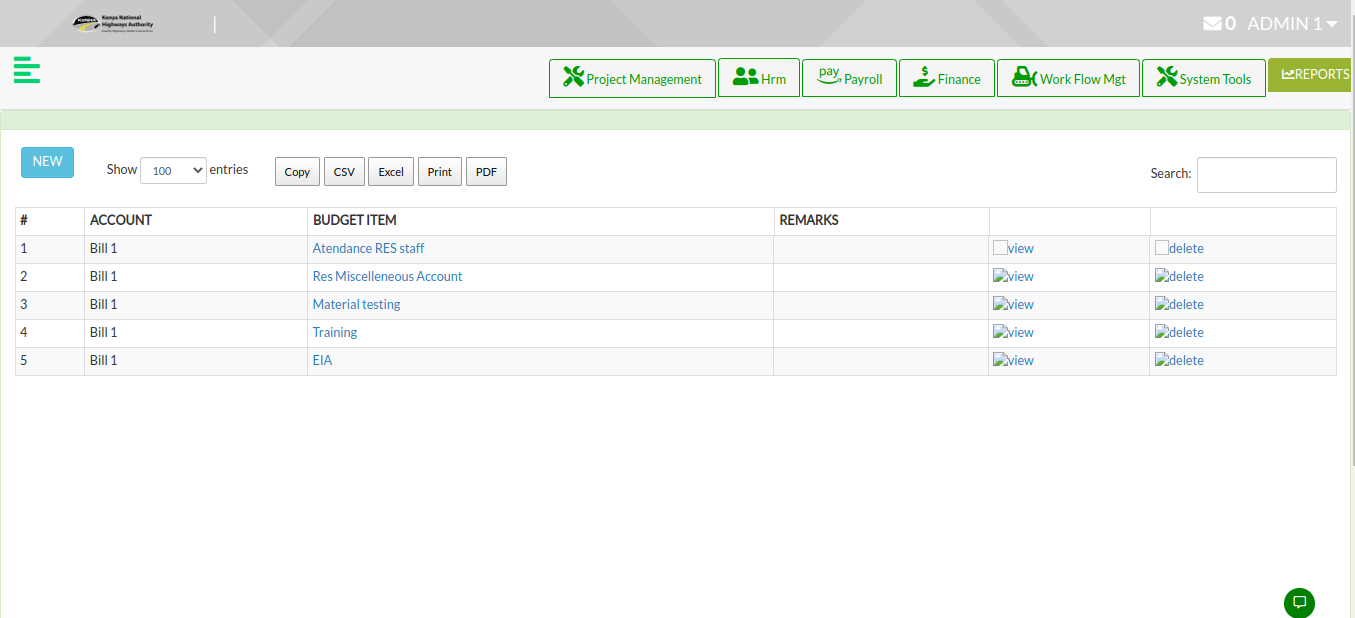 Kenya National
Highways Authority
0 ADMIN 1
Project Management Hrm pay Payroll $ Finance Work Flow Mgt System Tools REPORTS
NEW Show 100 entries Copy CSV Excel Print PDF Search:
# ACCOUNT BUDGET ITEM REMARKS
1 Bill 1 Atendance RES staff view delete
2 Bill 1 Res Miscelleneous Account view delete
3 Bill 1 Material testing view delete
4 Bill 1 Training view delete
5 Bill 1 EIA view delete